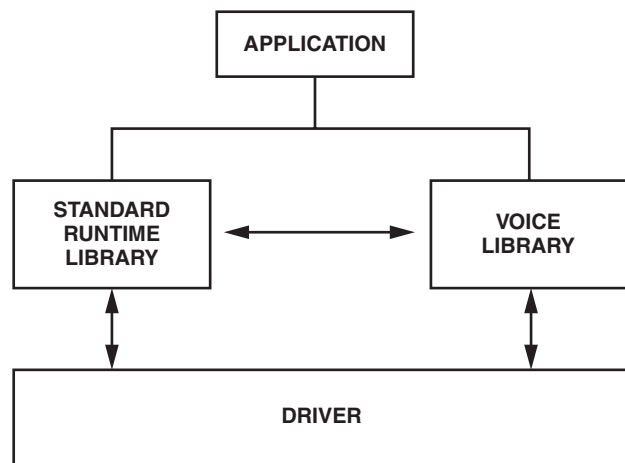 APPLICATION
STANDARD
RUNTIME
LIBRARY
VOICE
LIBRARY
DRIVER